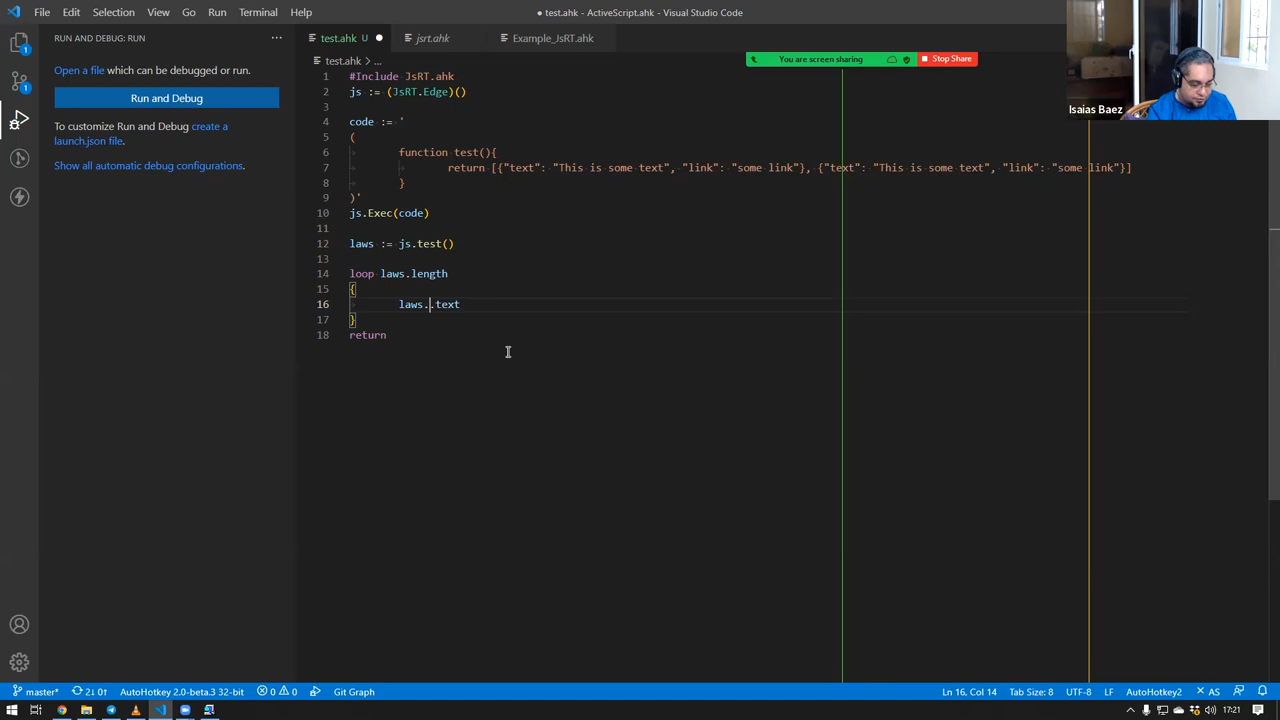 File Edit Selection View Go Run Terminal Help
● test.ahk - ActiveScript.ahk - Visual Studio Code
RUN AND DEBUG: RUN ···
Open a file which can be debugged or run.
Run and Debug
To customize Run and Debug create a
launch.json file.
Show all automatic debug configurations.
1
1
test.ahk U ●
jsrt.ahk
Example_JsRT.ahk
test.ahk > ...
You are screen sharing
Stop Share
Isaias Baez
1 #Include JsRT.ahk
2 js := (JsRT.Edge)()
3
4 code := '
5 (
6 function test(){
7 return [{"text": "This is some text", "link": "some link"}, {"text": "This is some text", "link": "some link"}]
8 }
9 )'
10 js.Exec(code)
11
12 laws := js.test()
13
14 loop laws.length
15 {
16 laws..text
17 }
18 return
master* 2↓ 0↑ AutoHotkey 2.0-beta.3 32-bit 0 0 Git Graph
Ln 16, Col 14 Tab Size: 8 UTF-8 LF AutoHotkey2 AS
17:21